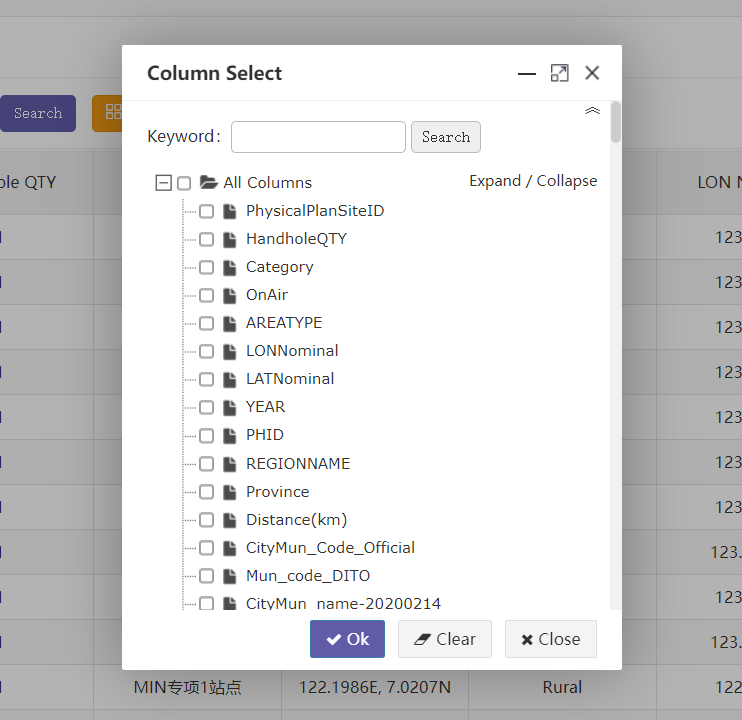 Column Select
Search
Keyword:
Search
ble QTY
LON N
All Columns
Expand / Collapse
PhysicalPlanSiteID
HandholeQTY
123
Category
OnAir
123
AREATYPE
123
LONNominal
LATNominal
123
YEAR
123
PHID
REGIONNAME
123
Province
Distance(km)
123
CityMun_Code_Official
123.
Mun_code_DITO
CityMun_name-20200214
123
Ok
Clear
Close
123.
MIN专项1站点
122.1986E, 7.0207N
Rural
122